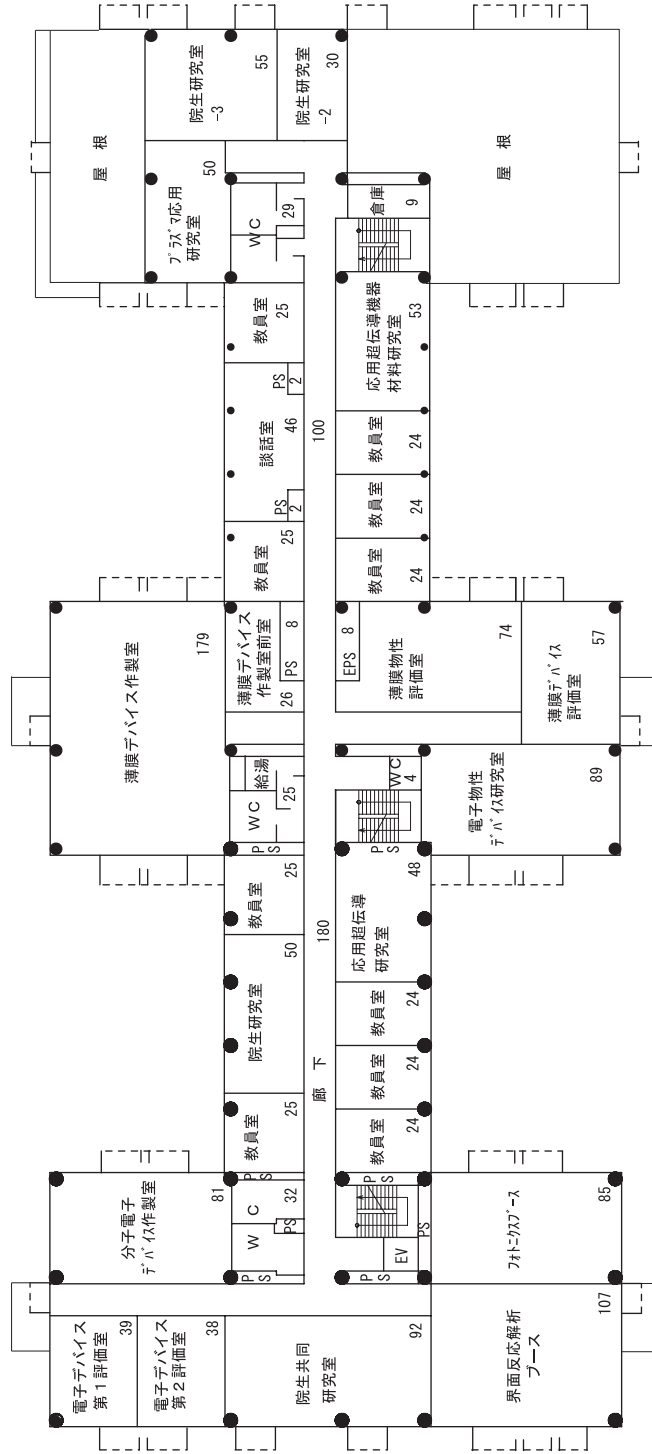 屋　根
院生研究室
-3
55
院生研究室
-2
30
屋　根
プラズマ応用
研究室
50
WC
29
倉庫
9
教員室
25
PS
2
談話室
46
PS
2
教員室
25
100
応用超伝導機器
材料研究室
53
教員室
24
教員室
24
教員室
24
薄膜デバイス作製室
179
薄膜デバイス
作製室前室
26
PS
8
EPS
8
薄膜物性
評価室
74
薄膜デバイス
評価室
57
給湯
WC
25
PS
WC
4
PS
電子物性
デバイス研究室
89
教員室
25
院生研究室
50
教員室
25
180
廊　下
応用超伝導
研究室
48
教員室
24
教員室
24
教員室
24
分子電子
デバイス作製室
81
PS
W　C
32
PS
PS
PS
EV
PS
PS
フォトニクスブース
85
電子デバイス
第1評価室
39
電子デバイス
第2評価室
38
院生共同
研究室
92
界面反応解析
ブース
107